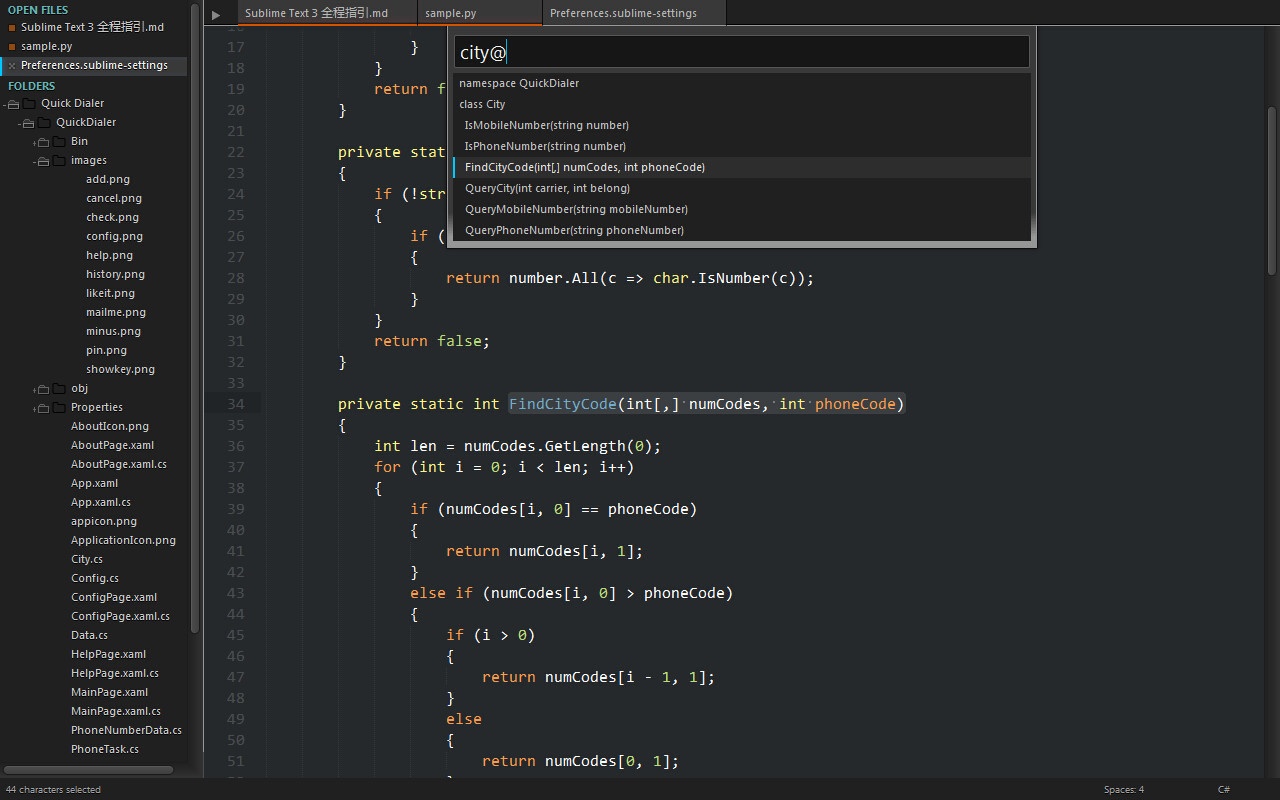 OPEN FILES
Sublime Text 3 全程指引.md
sample.py
Preferences.sublime-settings
FOLDERS
Quick Dialer
QuickDialer
Bin
images
add.png
cancel.png
check.png
config.png
help.png
history.png
likeit.png
mailme.png
minus.png
pin.png
showkey.png
obj
Properties
AboutIcon.png
AboutPage.xaml
AboutPage.xaml.cs
App.xaml
App.xaml.cs
appicon.png
ApplicationIcon.png
City.cs
Config.cs
ConfigPage.xaml
ConfigPage.xaml.cs
Data.cs
HelpPage.xaml
HelpPage.xaml.cs
MainPage.xaml
MainPage.xaml.cs
PhoneNumberData.cs
PhoneTask.cs
Sublime Text 3 全程指引.md
sample.py
Preferences.sublime-settings
city@
namespace QuickDialer
class City
IsMobileNumber(string number)
IsPhoneNumber(string number)
FindCityCode(int[,] numCodes, int phoneCode)
QueryCity(int carrier, int belong)
QueryMobileNumber(string mobileNumber)
QueryPhoneNumber(string phoneNumber)
17 }
18 }
19 return f
20 }
21
22 private stat
23 {
24 if (!str
25 {
26 if (
27 {
28 return number.All(c => char.IsNumber(c));
29 }
30 }
31 return false;
32 }
33
34 private static int FindCityCode(int[,] numCodes, int phoneCode)
35 {
36 int len = numCodes.GetLength(0);
37 for (int i = 0; i < len; i++)
38 {
39 if (numCodes[i, 0] == phoneCode)
40 {
41 return numCodes[i, 1];
42 }
43 else if (numCodes[i, 0] > phoneCode)
44 {
45 if (i > 0)
46 {
47 return numCodes[i - 1, 1];
48 }
49 else
50 {
51 return numCodes[0, 1];
44 characters selected
Spaces: 4
C#